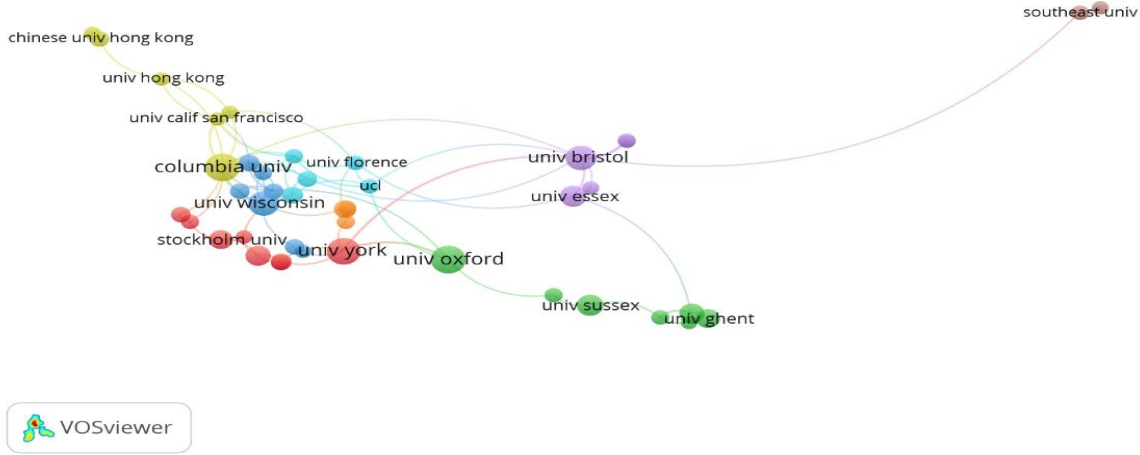 southeast univ
chinese univ hong kong
univ hong kong
univ calif san francisco
univ bristol
univ florence
columbia univ
ucl
univ essex
univ wisconsin
stockholm univ
univ york
univ oxford
univ sussex
univ ghent
VOSviewer